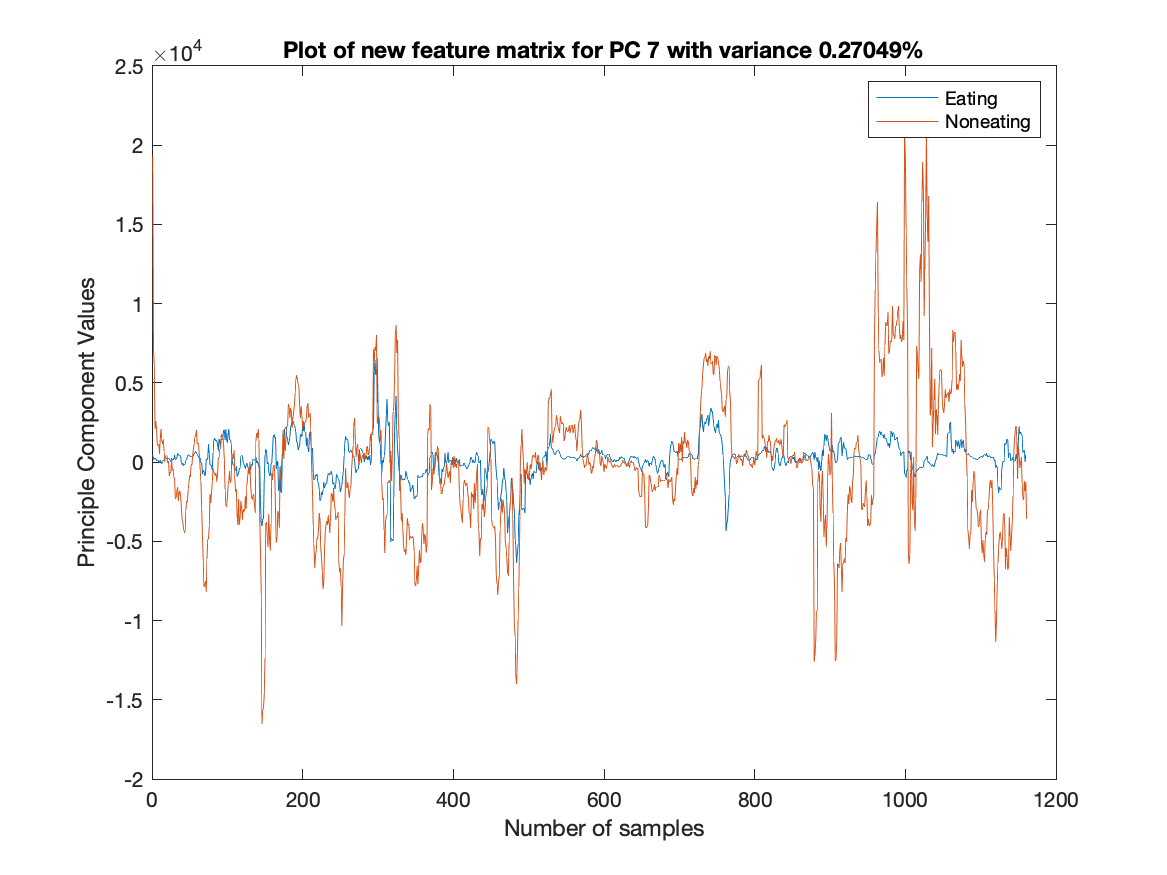 ×10⁴
Plot of new feature matrix for PC 7 with variance 0.27049%
2.5
2
1.5
1
0.5
0
-0.5
-1
-1.5
-2
Principle Component Values
Eating
Noneating
0 200 400 600 800 1000 1200
Number of samples